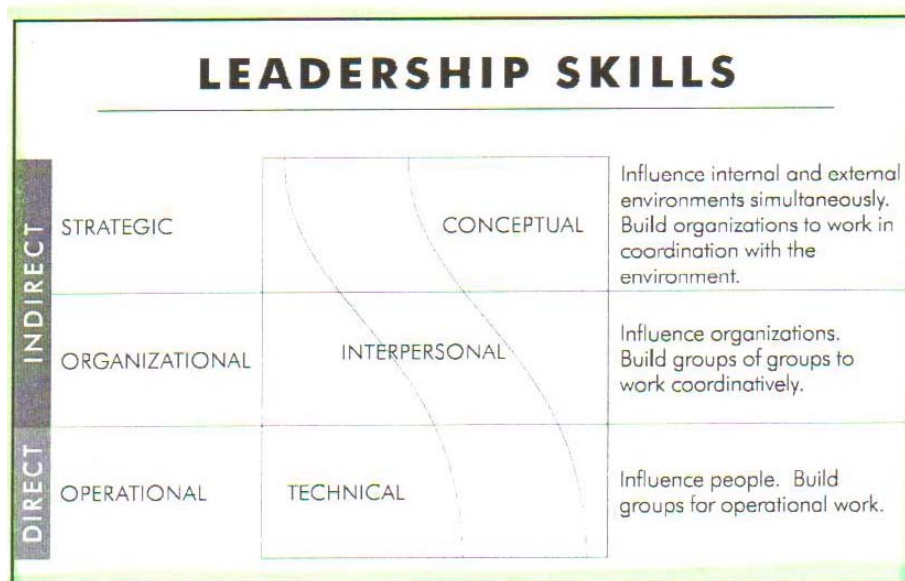 LEADERSHIP SKILLS
INDIRECT
STRATEGIC
CONCEPTUAL
Influence internal and external
environments simultaneously.
Build organizations to work in
coordination with the
environment.
ORGANIZATIONAL
INTERPERSONAL
Influence organizations.
Build groups of groups to
work coordinatively.
DIRECT
OPERATIONAL
TECHNICAL
Influence people. Build
groups for operational work.